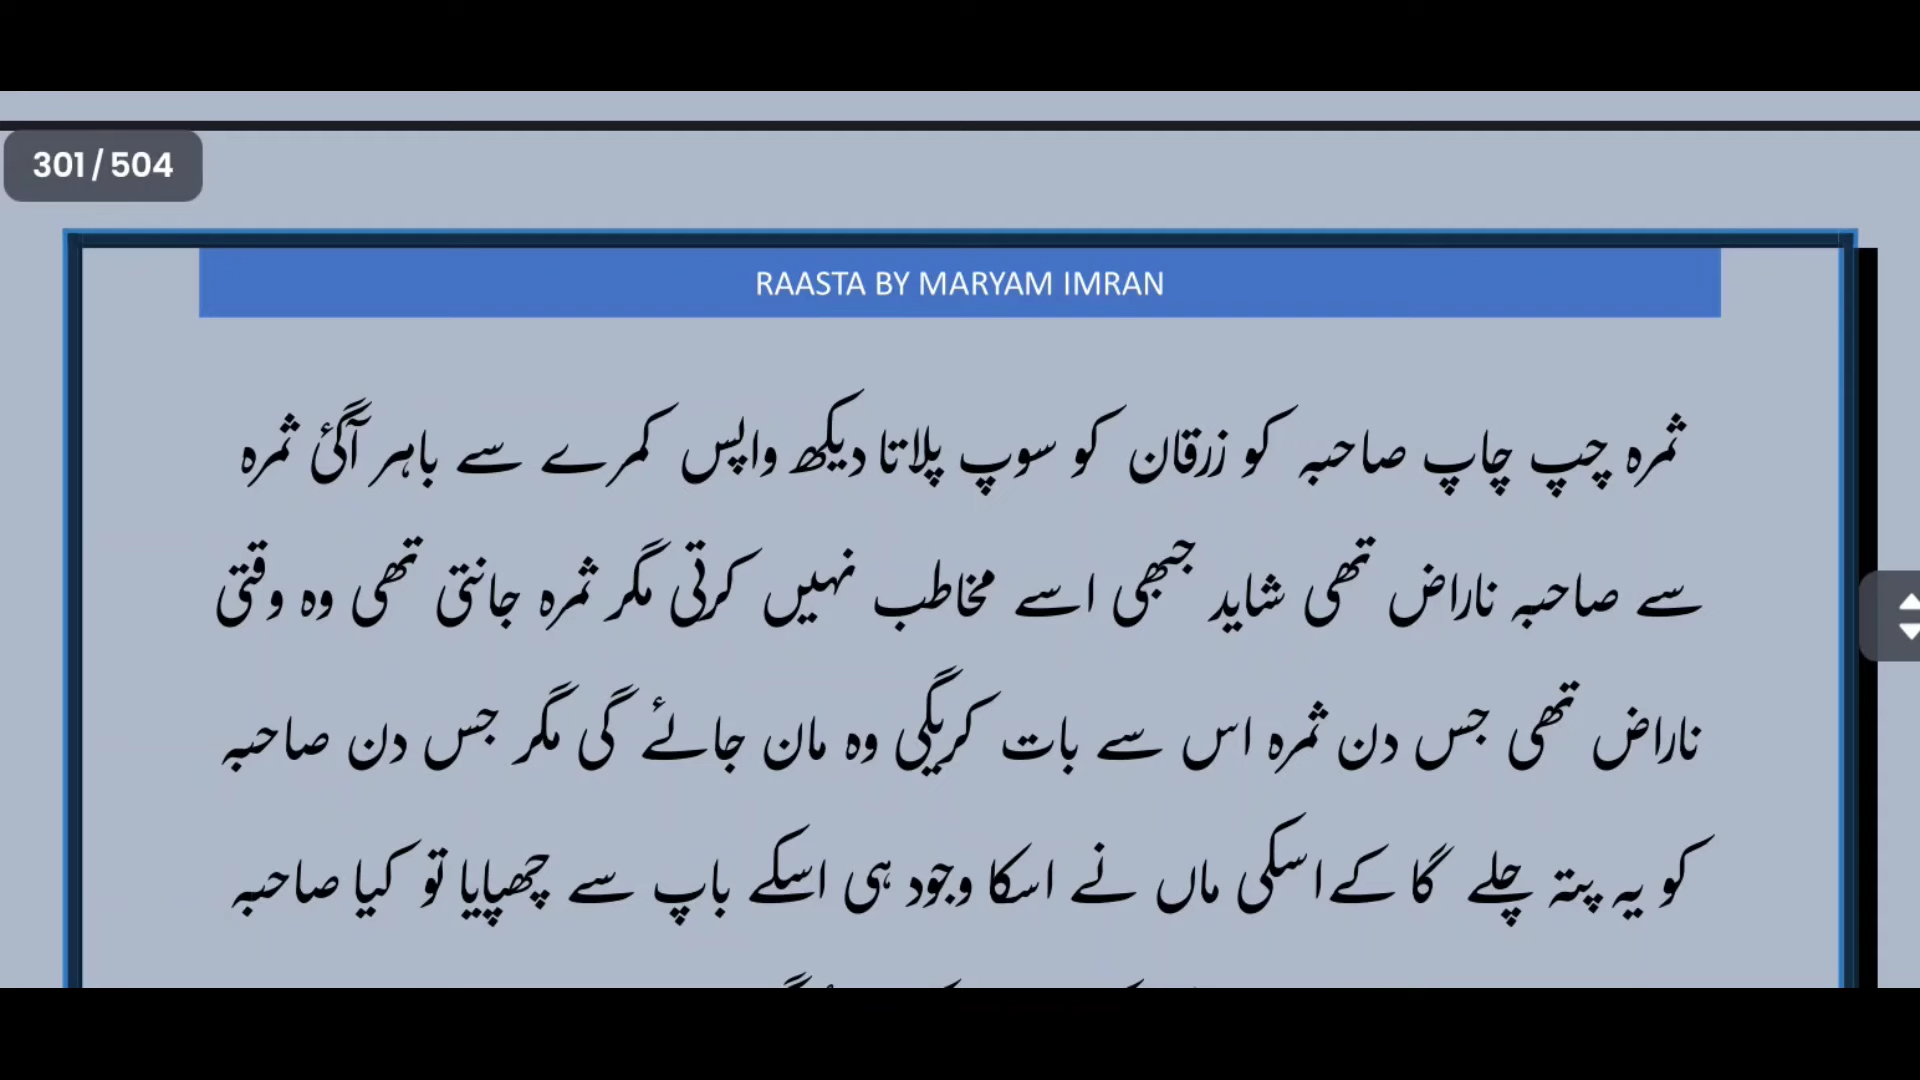 301 / 504
RAASTA BY MARYAM IMRAN
ثمرہ چپ چاپ صاحبہ کو زرقان کو سوپ پلاتا دیکھ واپس کمرے سے باہر آگئ ثمرہ
سے صاحبہ ناراض تھی شاید جبھی اسے مخاطب نہیں کرتی مگر ثمرہ جانتی تھی وہ وقتی
ناراض تھی جس دن ثمرہ اس سے بات کریگی وہ مان جائے گی مگر جس دن صاحبہ
کو یہ پتہ چلے گا کے اسکی ماں نے اسکا وجود ہی اسکے باپ سے چھپایا تو کیا صاحبہ